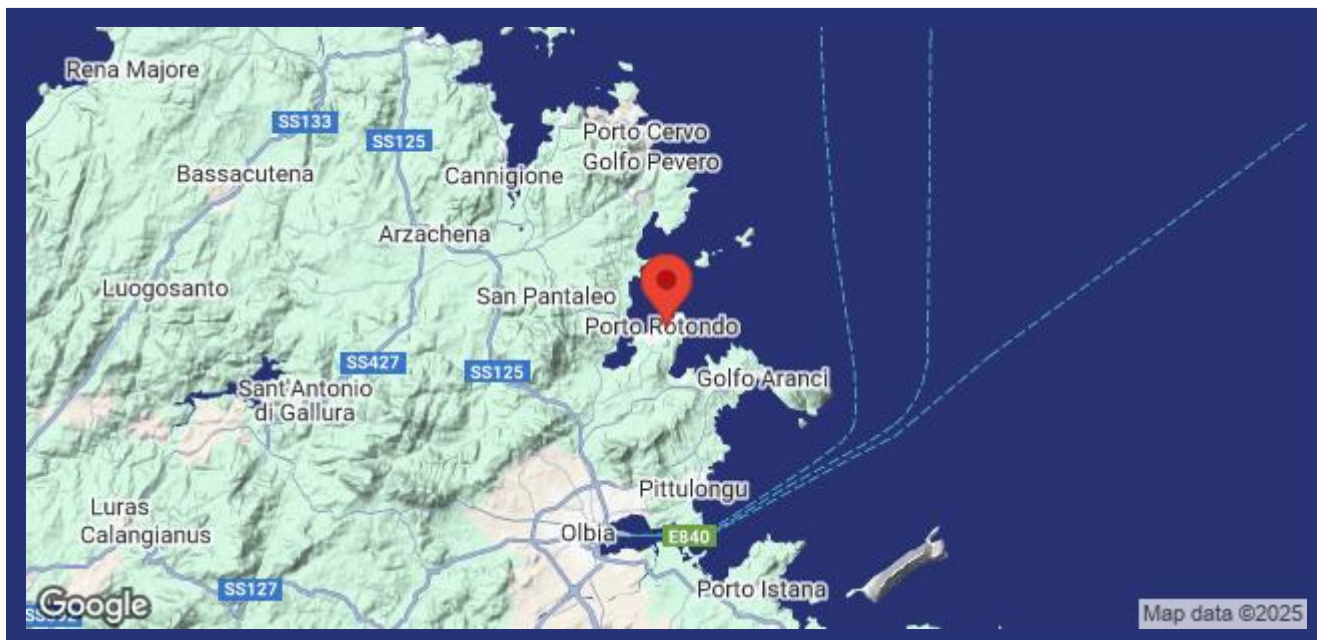 Rena Majore
SS133
SS125
Porto Cervo
Golfo Pevero
Bassacutena
Cannigione
Arzachena
Luogosanto
San Pantaleo
Porto Rotondo
SS427
SS125
Golfo Aranci
Sant'Antonio
di Gallura
Pittulongu
Luras
Calangianus
Olbia
E840
SS127
Porto Istana
Google
Map data ©2025